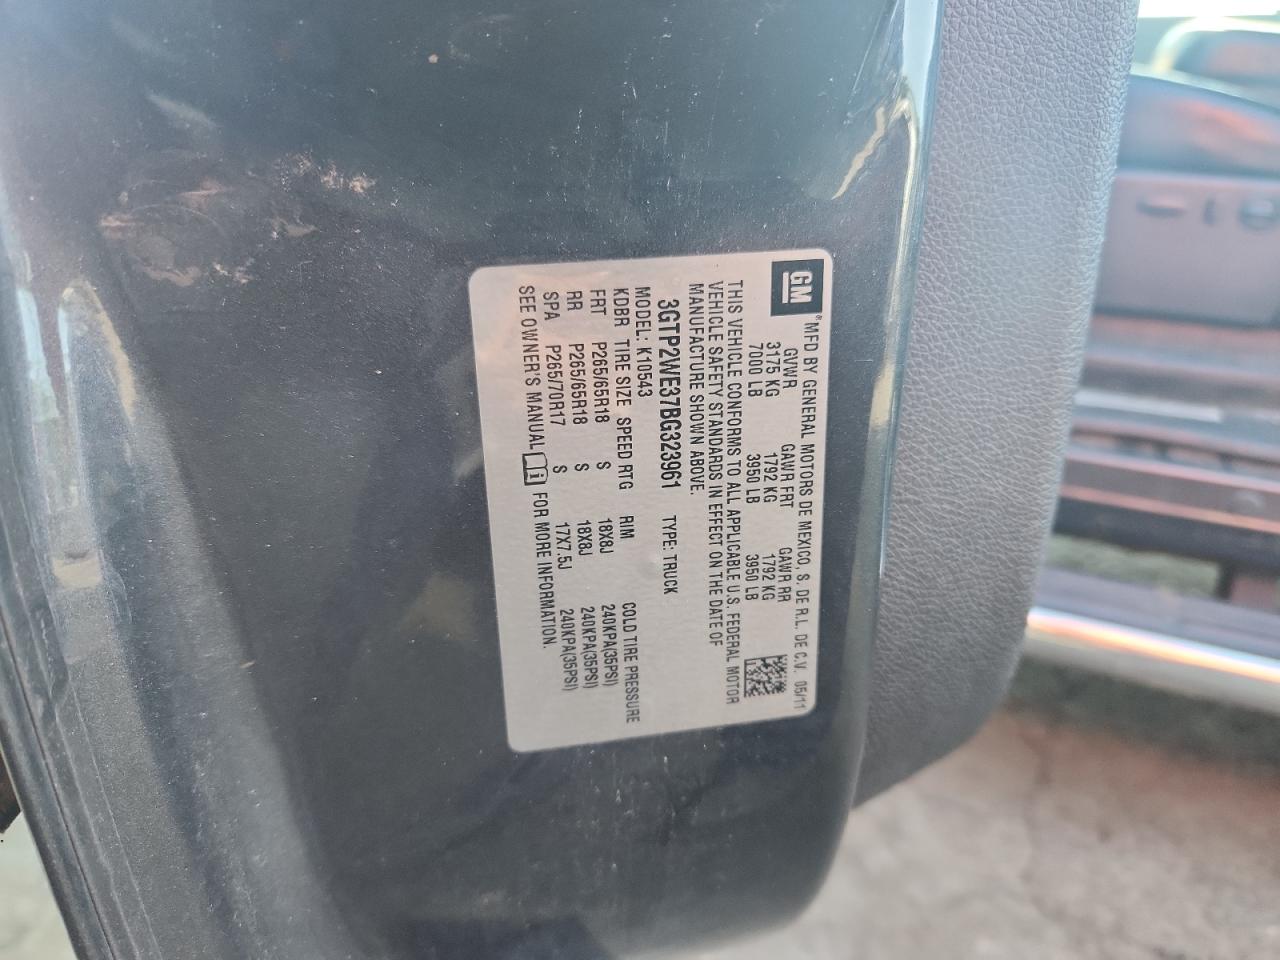 GM
®MFD BY GENERAL MOTORS DE MEXICO, S. DE R.L. DE C.V. 05/11
GVWR GAWR FRT GAWR RR
3175 KG 1792 KG 1792 KG
7000 LB 3950 LB 3950 LB
THIS VEHICLE CONFORMS TO ALL APPLICABLE U.S. FEDERAL MOTOR
VEHICLE SAFETY STANDARDS IN EFFECT ON THE DATE OF
MANUFACTURE SHOWN ABOVE.
3GTP2WE37BG323961 TYPE: TRUCK
MODEL: K10543
KDBR TIRE SIZE SPEED RTG RIM COLD TIRE PRESSURE
FRT P265/65R18 S 18X8J 240KPA(35PSI)
RR P265/65R18 S 18X8J 240KPA(35PSI)
SPA P265/70R17 S 17X7.5J 240KPA(35PSI)
SEE OWNER'S MANUAL i FOR MORE INFORMATION.